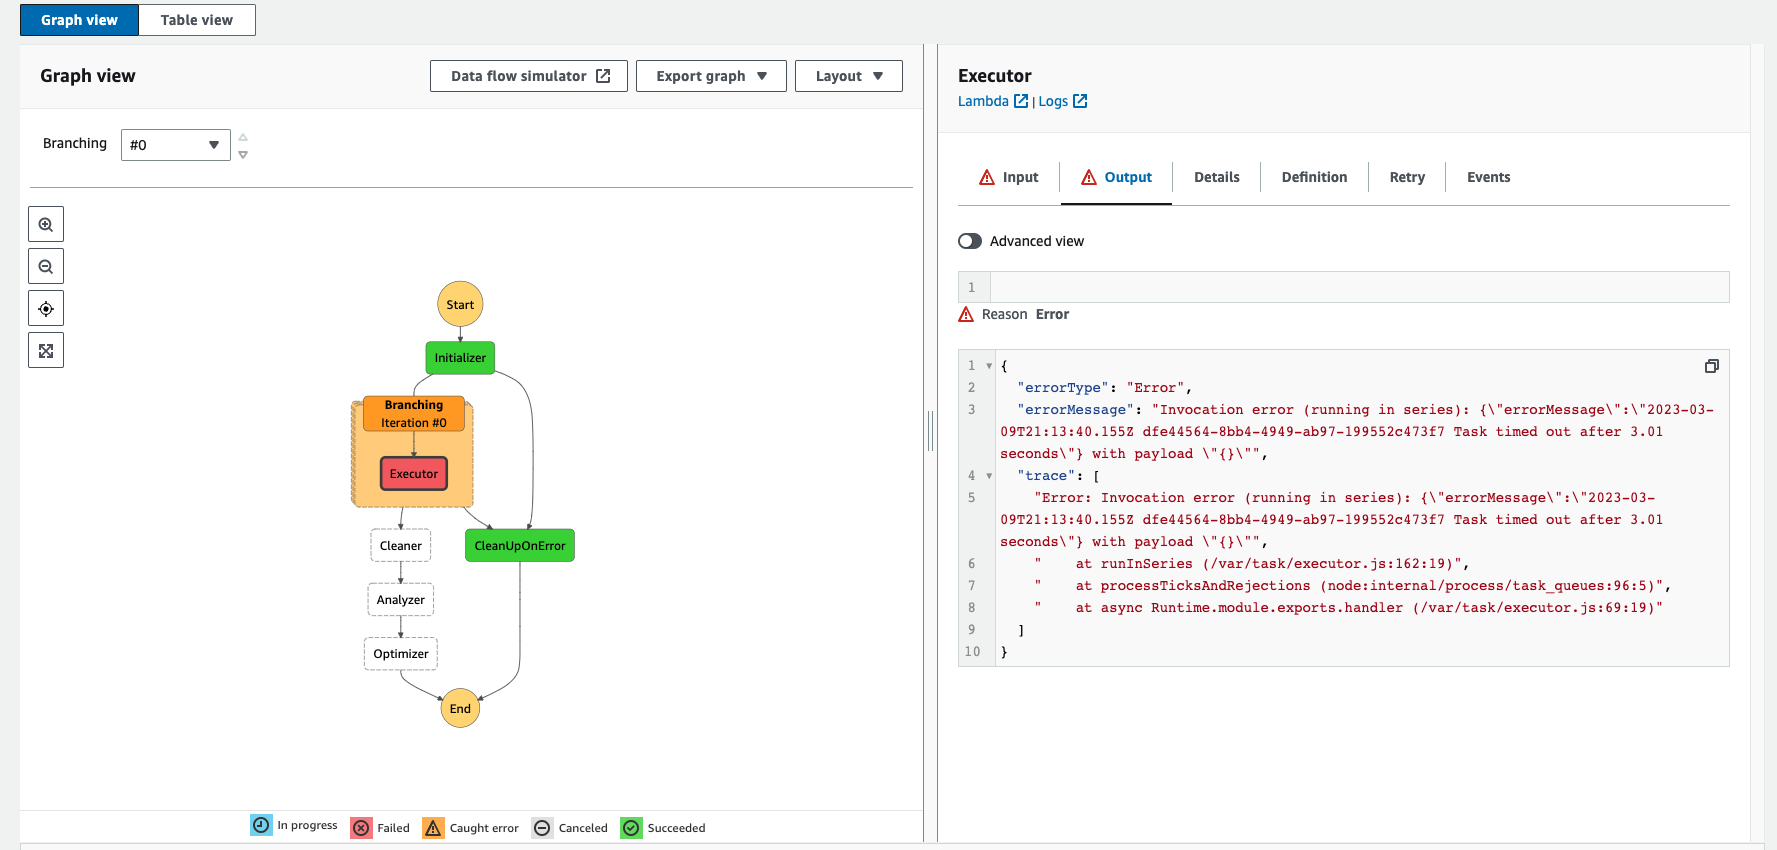 Graph view
Table view
Graph view
Data flow simulator
Export graph
Layout
Branching
#0
Start
Initializer
Branching
Iteration #0
Executor
Cleaner
CleanUpOnError
Analyzer
Optimizer
End
In progress
Failed
Caught error
Canceled
Succeeded
Executor
Lambda | Logs
Input
Output
Details
Definition
Retry
Events
Advanced view
1
Reason Error
1 {
2 "errorType": "Error",
3 "errorMessage": "Invocation error (running in series): {\"errorMessage\":\"2023-03-
09T21:13:40.155Z dfe44564-8bb4-4949-ab97-199552c473f7 Task timed out after 3.01
seconds\"} with payload \"{}\"",
4 "trace": [
5 "Error: Invocation error (running in series): {\"errorMessage\":\"2023-03-
09T21:13:40.155Z dfe44564-8bb4-4949-ab97-199552c473f7 Task timed out after 3.01
seconds\"} with payload \"{}\"",
6 "    at runInSeries (/var/task/executor.js:162:19)",
7 "    at processTicksAndRejections (node:internal/process/task_queues:96:5)",
8 "    at async Runtime.module.exports.handler (/var/task/executor.js:69:19)"
9 ]
10 }